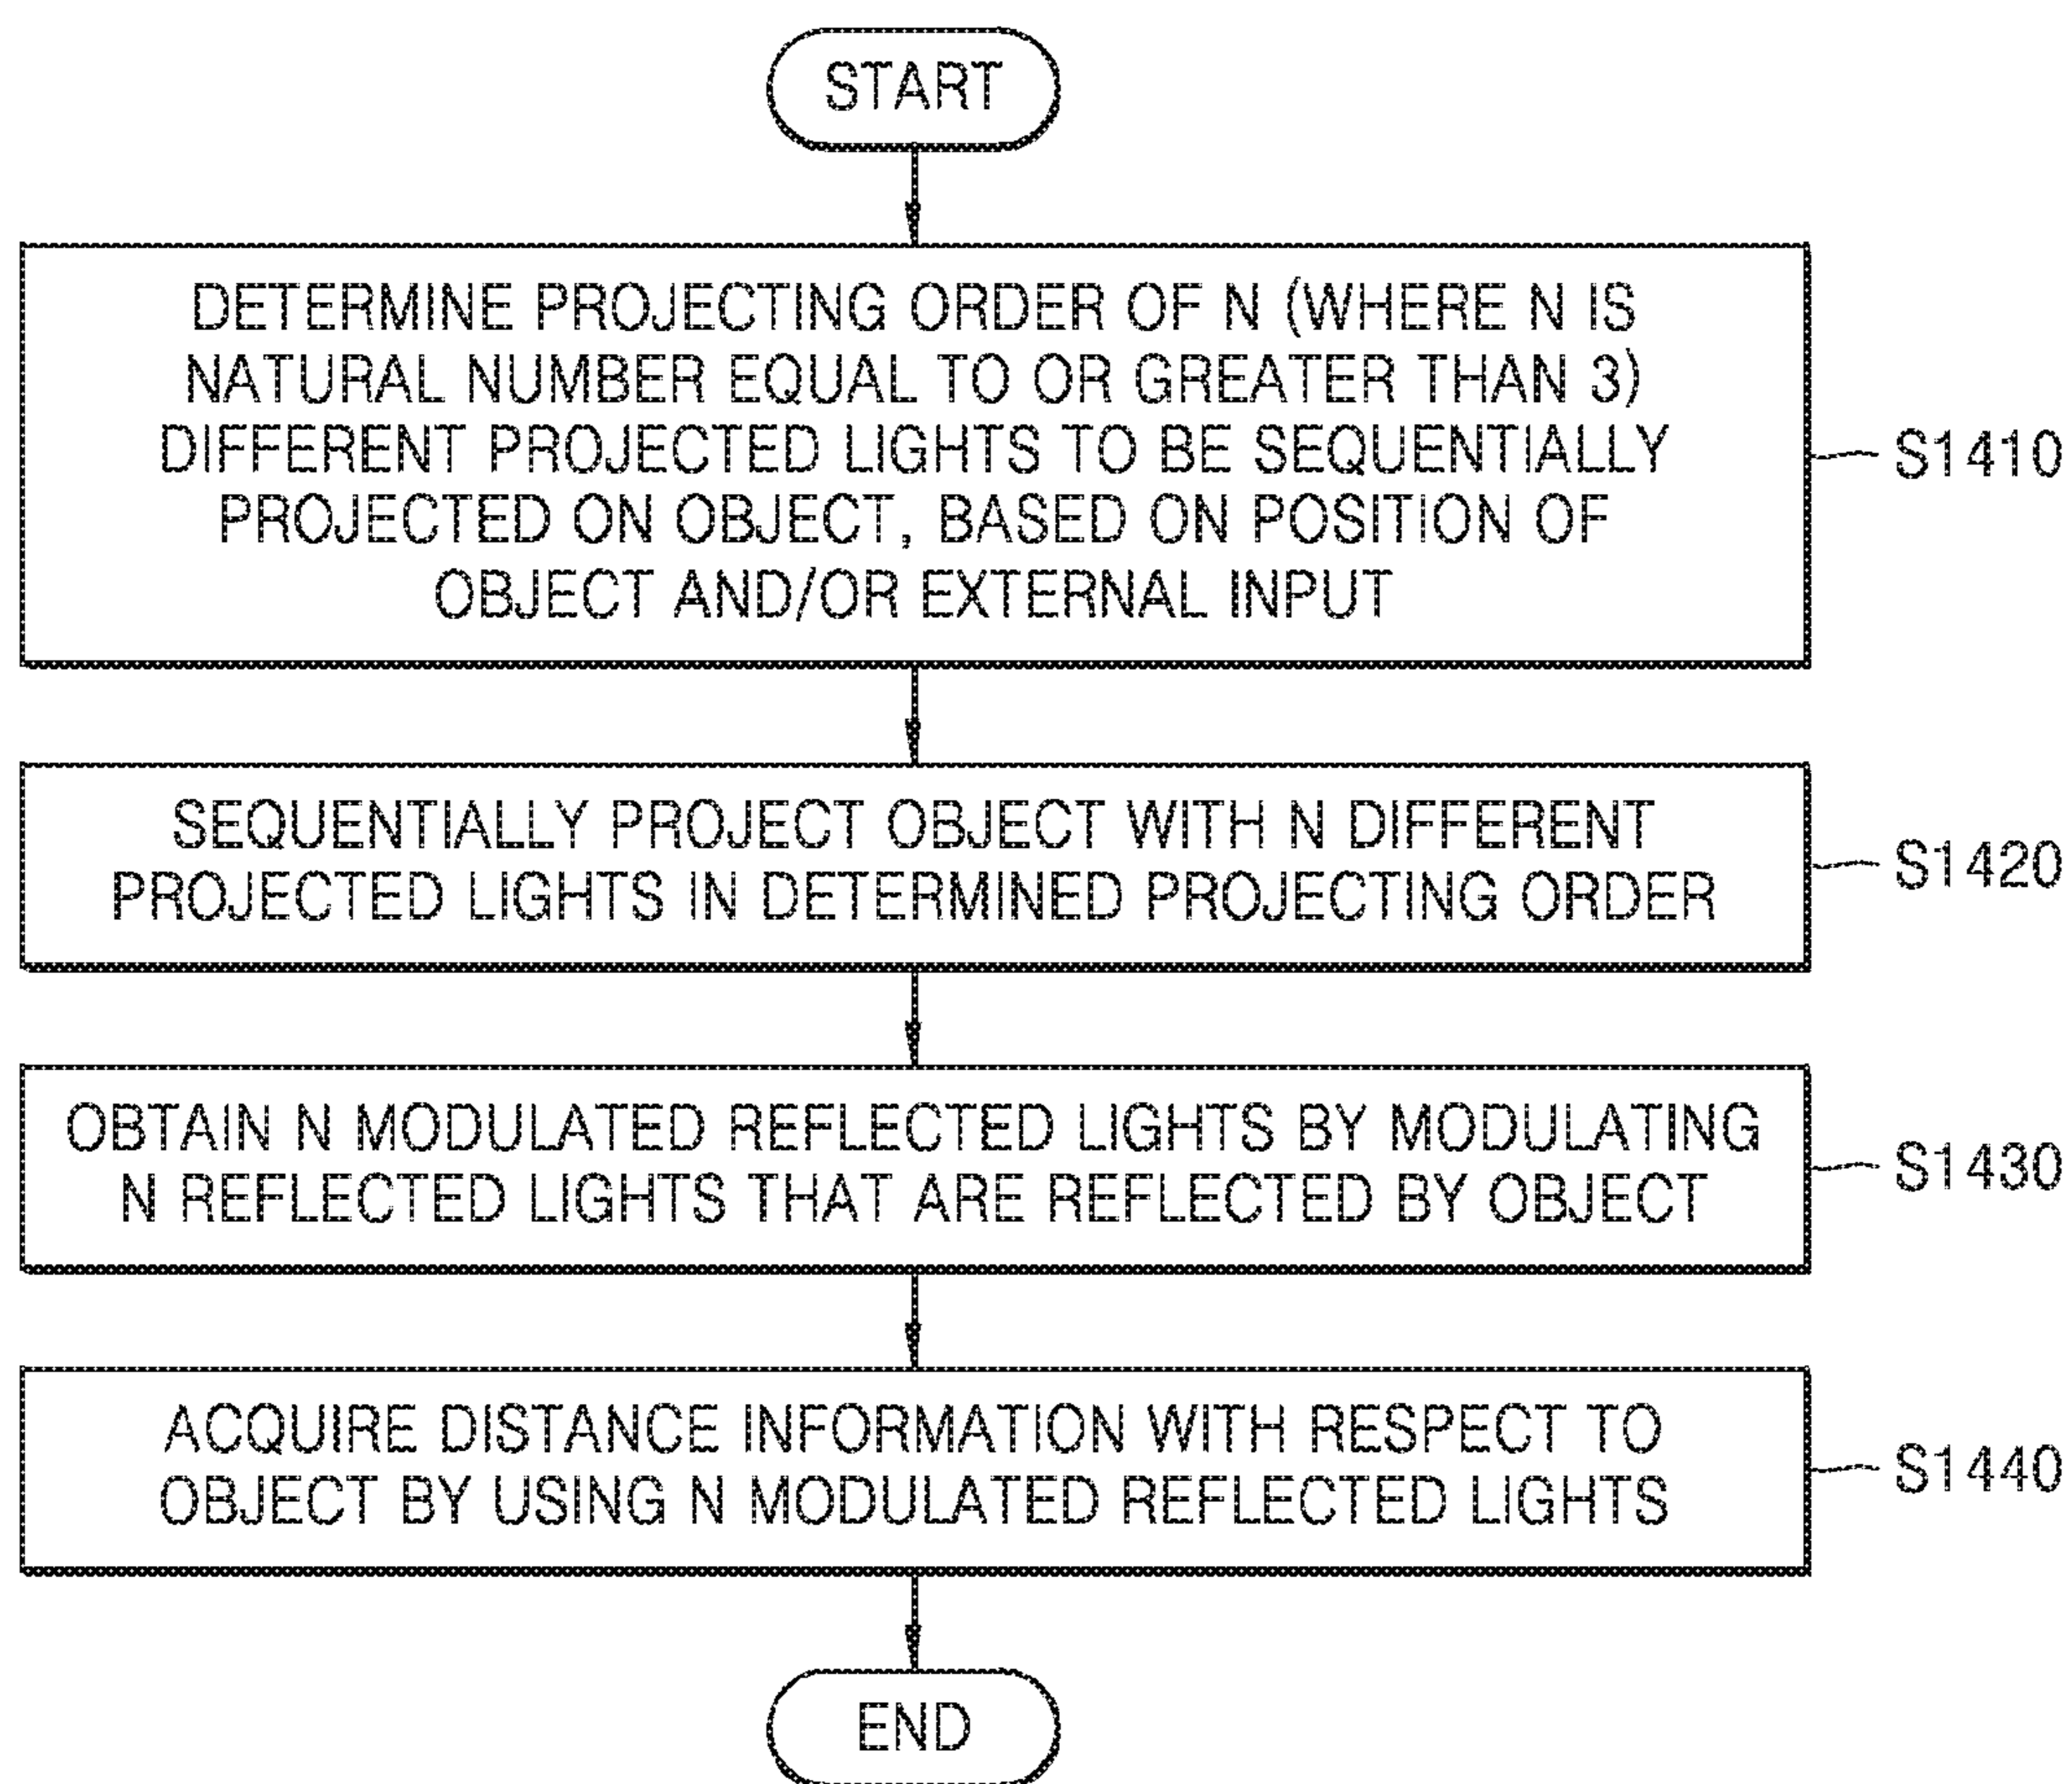 START
DETERMINE PROJECTING ORDER OF N (WHERE N IS
NATURAL NUMBER EQUAL TO OR GREATER THAN 3)
DIFFERENT PROJECTED LIGHTS TO BE SEQUENTIALLY
PROJECTED ON OBJECT, BASED ON POSITION OF
OBJECT AND/OR EXTERNAL INPUT
S1410
SEQUENTIALLY PROJECT OBJECT WITH N DIFFERENT
PROJECTED LIGHTS IN DETERMINED PROJECTING ORDER
S1420
OBTAIN N MODULATED REFLECTED LIGHTS BY MODULATING
N REFLECTED LIGHTS THAT ARE REFLECTED BY OBJECT
S1430
ACQUIRE DISTANCE INFORMATION WITH RESPECT TO
OBJECT BY USING N MODULATED REFLECTED LIGHTS
S1440
END